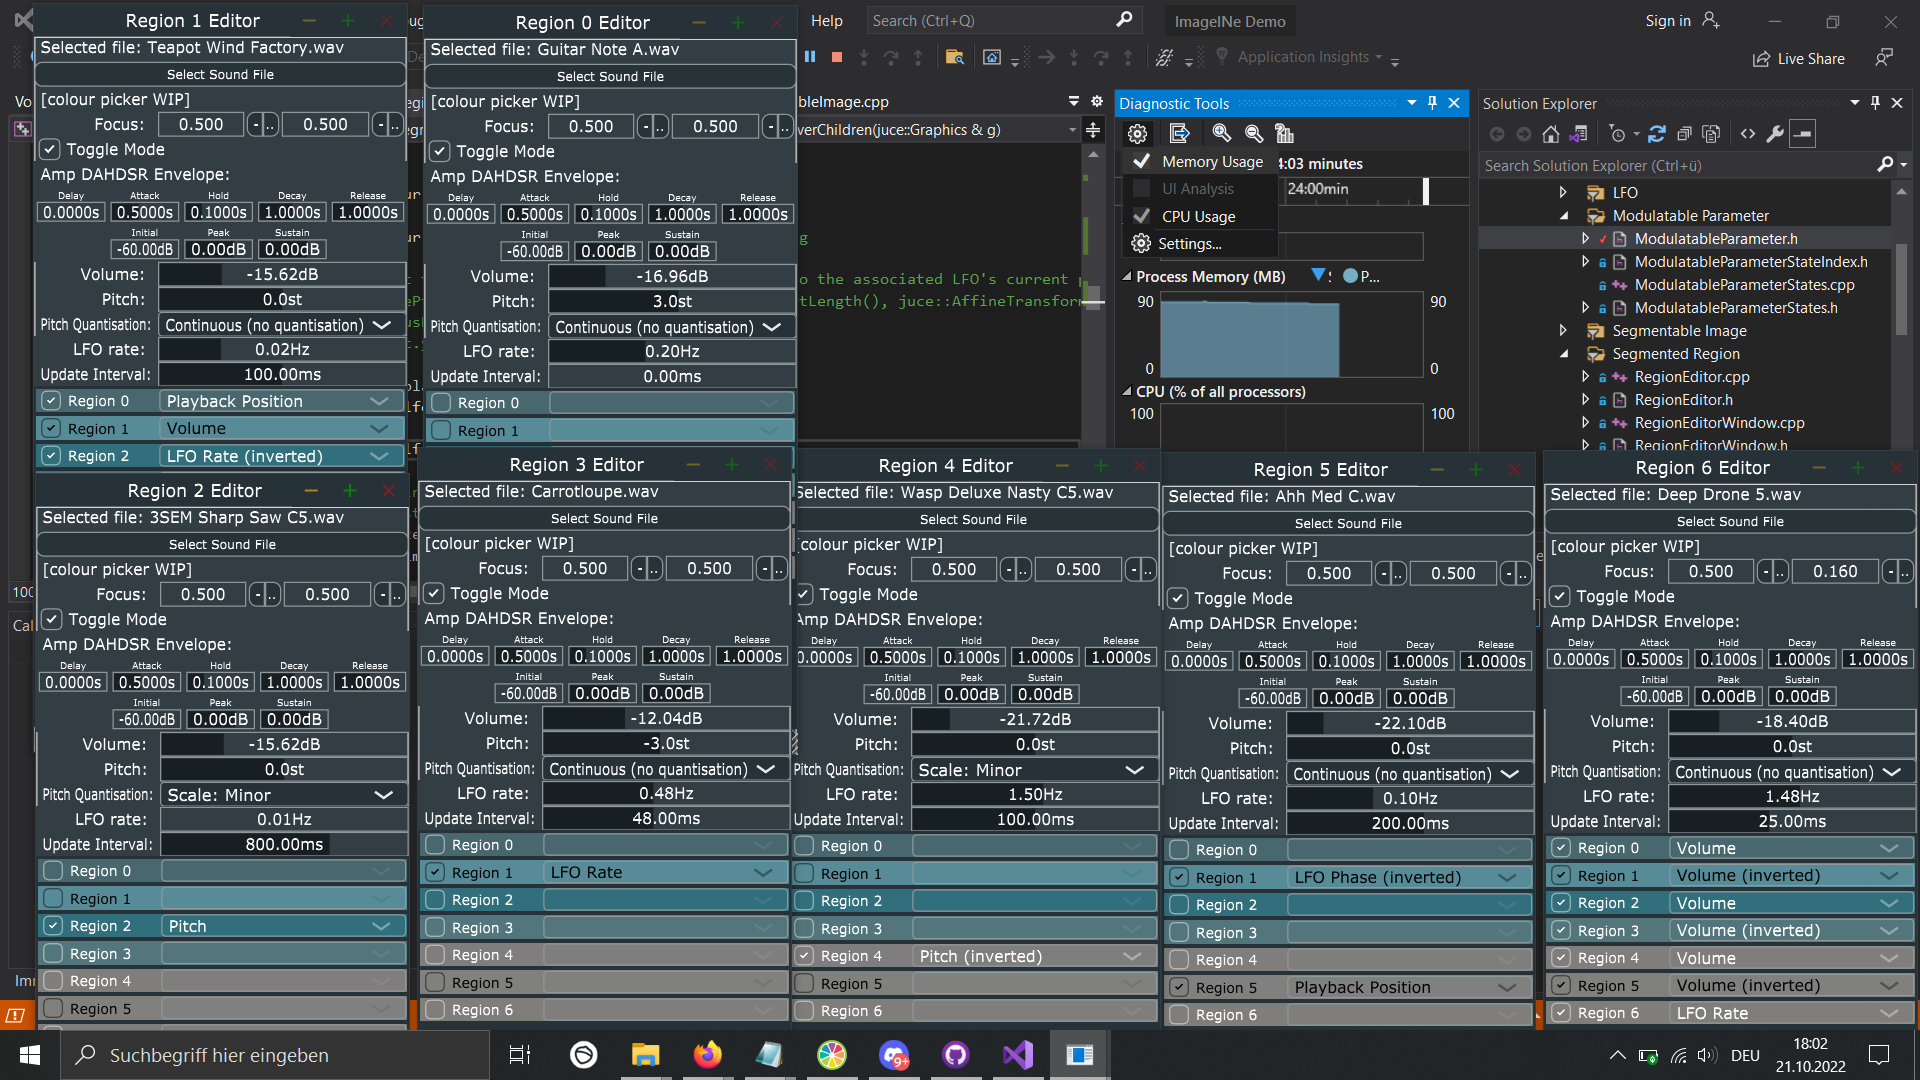 Region 1 Editor
Selected file: Teapot Wind Factory.wav
Select Sound File
[colour picker WIP]
Focus: 0.500 - .. 0.500 - ..
Toggle Mode
Amp DAHDSR Envelope:
Delay Attack Hold Decay Release
0.0000s 0.5000s 0.1000s 1.0000s 1.0000s
Initial Peak Sustain
-60.00dB 0.00dB 0.00dB
Volume: -15.62dB
Pitch: 0.0st
Pitch Quantisation: Continuous (no quantisation)
LFO rate: 0.02Hz
Update Interval: 100.00ms
Region 0 Playback Position
Region 1 Volume
Region 2 LFO Rate (inverted)
Region 0 Editor
Selected file: Guitar Note A.wav
Select Sound File
[colour picker WIP]
Focus: 0.500 - .. 0.500 - ..
Toggle Mode
Amp DAHDSR Envelope:
Delay Attack Hold Decay Release
0.0000s 0.5000s 0.1000s 1.0000s 1.0000s
Initial Peak Sustain
-60.00dB 0.00dB 0.00dB
Volume: -16.96dB
Pitch: 3.0st
Pitch Quantisation: Continuous (no quantisation)
LFO rate: 0.20Hz
Update Interval: 0.00ms
Region 0
Region 1
Help Search (Ctrl+Q) ImageINe Demo Sign in
Application Insights Live Share
bleImage.cpp
verChildren(juce::Graphics & g)
g
o the associated LFO's current p
tLength(), juce::AffineTransfor
Diagnostic Tools
4:03 minutes
24:00min
Memory Usage
UI Analysis
CPU Usage
Settings...
Process Memory (MB) P...
90 90
0 0
CPU (% of all processors)
100 100
Solution Explorer
Search Solution Explorer (Ctrl+ü)
LFO
Modulatable Parameter
ModulatableParameter.h
ModulatableParameterStateIndex.h
ModulatableParameterStates.cpp
ModulatableParameterStates.h
Segmentable Image
Segmented Region
RegionEditor.cpp
RegionEditor.h
RegionEditorWindow.cpp
RegionEditorWindow.h
Region 2 Editor
Selected file: 3SEM Sharp Saw C5.wav
Select Sound File
[colour picker WIP]
Focus: 0.500 - .. 0.500 - ..
Toggle Mode
Amp DAHDSR Envelope:
Delay Attack Hold Decay Release
0.0000s 0.5000s 0.1000s 1.0000s 1.0000s
Initial Peak Sustain
-60.00dB 0.00dB 0.00dB
Volume: -15.62dB
Pitch: 0.0st
Pitch Quantisation: Scale: Minor
LFO rate: 0.01Hz
Update Interval: 800.00ms
Region 0
Region 1
Region 2 Pitch
Region 3
Region 4
Region 5
Region 3 Editor
Selected file: Carrotloupe.wav
Select Sound File
[colour picker WIP]
Focus: 0.500 - .. 0.500 - ..
Toggle Mode
Amp DAHDSR Envelope:
Delay Attack Hold Decay Release
0.0000s 0.5000s 0.1000s 1.0000s 1.0000s
Initial Peak Sustain
-60.00dB 0.00dB 0.00dB
Volume: -12.04dB
Pitch: -3.0st
Pitch Quantisation: Continuous (no quantisation)
LFO rate: 0.48Hz
Update Interval: 48.00ms
Region 0
Region 1 LFO Rate
Region 2
Region 3
Region 4
Region 5
Region 6
Region 4 Editor
Selected file: Wasp Deluxe Nasty C5.wav
Select Sound File
[colour picker WIP]
Focus: 0.500 - .. 0.500 - ..
Toggle Mode
Amp DAHDSR Envelope:
Delay Attack Hold Decay Release
0.0000s 0.5000s 0.1000s 1.0000s 1.0000s
Initial Peak Sustain
-60.00dB 0.00dB 0.00dB
Volume: -21.72dB
Pitch: 0.0st
Pitch Quantisation: Scale: Minor
LFO rate: 1.50Hz
Update Interval: 100.00ms
Region 0
Region 1
Region 2
Region 3
Region 4 Pitch (inverted)
Region 5
Region 6
Region 5 Editor
Selected file: Ahh Med C.wav
Select Sound File
[colour picker WIP]
Focus: 0.500 - .. 0.500 - ..
Toggle Mode
Amp DAHDSR Envelope:
Delay Attack Hold Decay Release
0.0000s 0.5000s 0.1000s 1.0000s 1.0000s
Initial Peak Sustain
-60.00dB 0.00dB 0.00dB
Volume: -22.10dB
Pitch: 0.0st
Pitch Quantisation: Continuous (no quantisation)
LFO rate: 0.10Hz
Update Interval: 200.00ms
Region 0
Region 1 LFO Phase (inverted)
Region 2
Region 3
Region 4
Region 5 Playback Position
Region 6
Region 6 Editor
Selected file: Deep Drone 5.wav
Select Sound File
[colour picker WIP]
Focus: 0.500 - .. 0.160 - ..
Toggle Mode
Amp DAHDSR Envelope:
Delay Attack Hold Decay Release
0.0000s 0.5000s 0.1000s 1.0000s 1.0000s
Initial Peak Sustain
-60.00dB 0.00dB 0.00dB
Volume: -18.40dB
Pitch: 0.0st
Pitch Quantisation: Continuous (no quantisation)
LFO rate: 1.48Hz
Update Interval: 25.00ms
Region 0 Volume
Region 1 Volume (inverted)
Region 2 Volume
Region 3 Volume (inverted)
Region 4 Volume
Region 5 Volume (inverted)
Region 6 LFO Rate
Suchbegriff hier eingeben
9+
DEU
18:02
21.10.2022